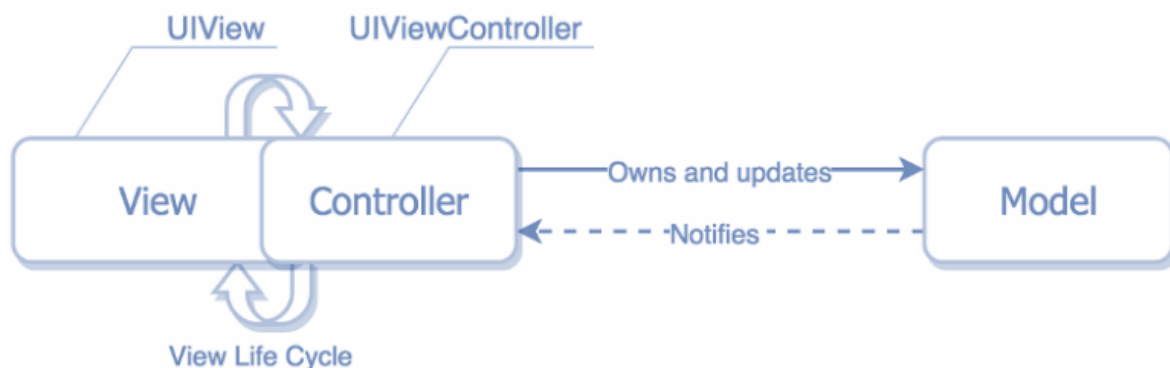 UIView
UIViewController
View
Controller
Owns and updates
Model
Notifies
View Life Cycle